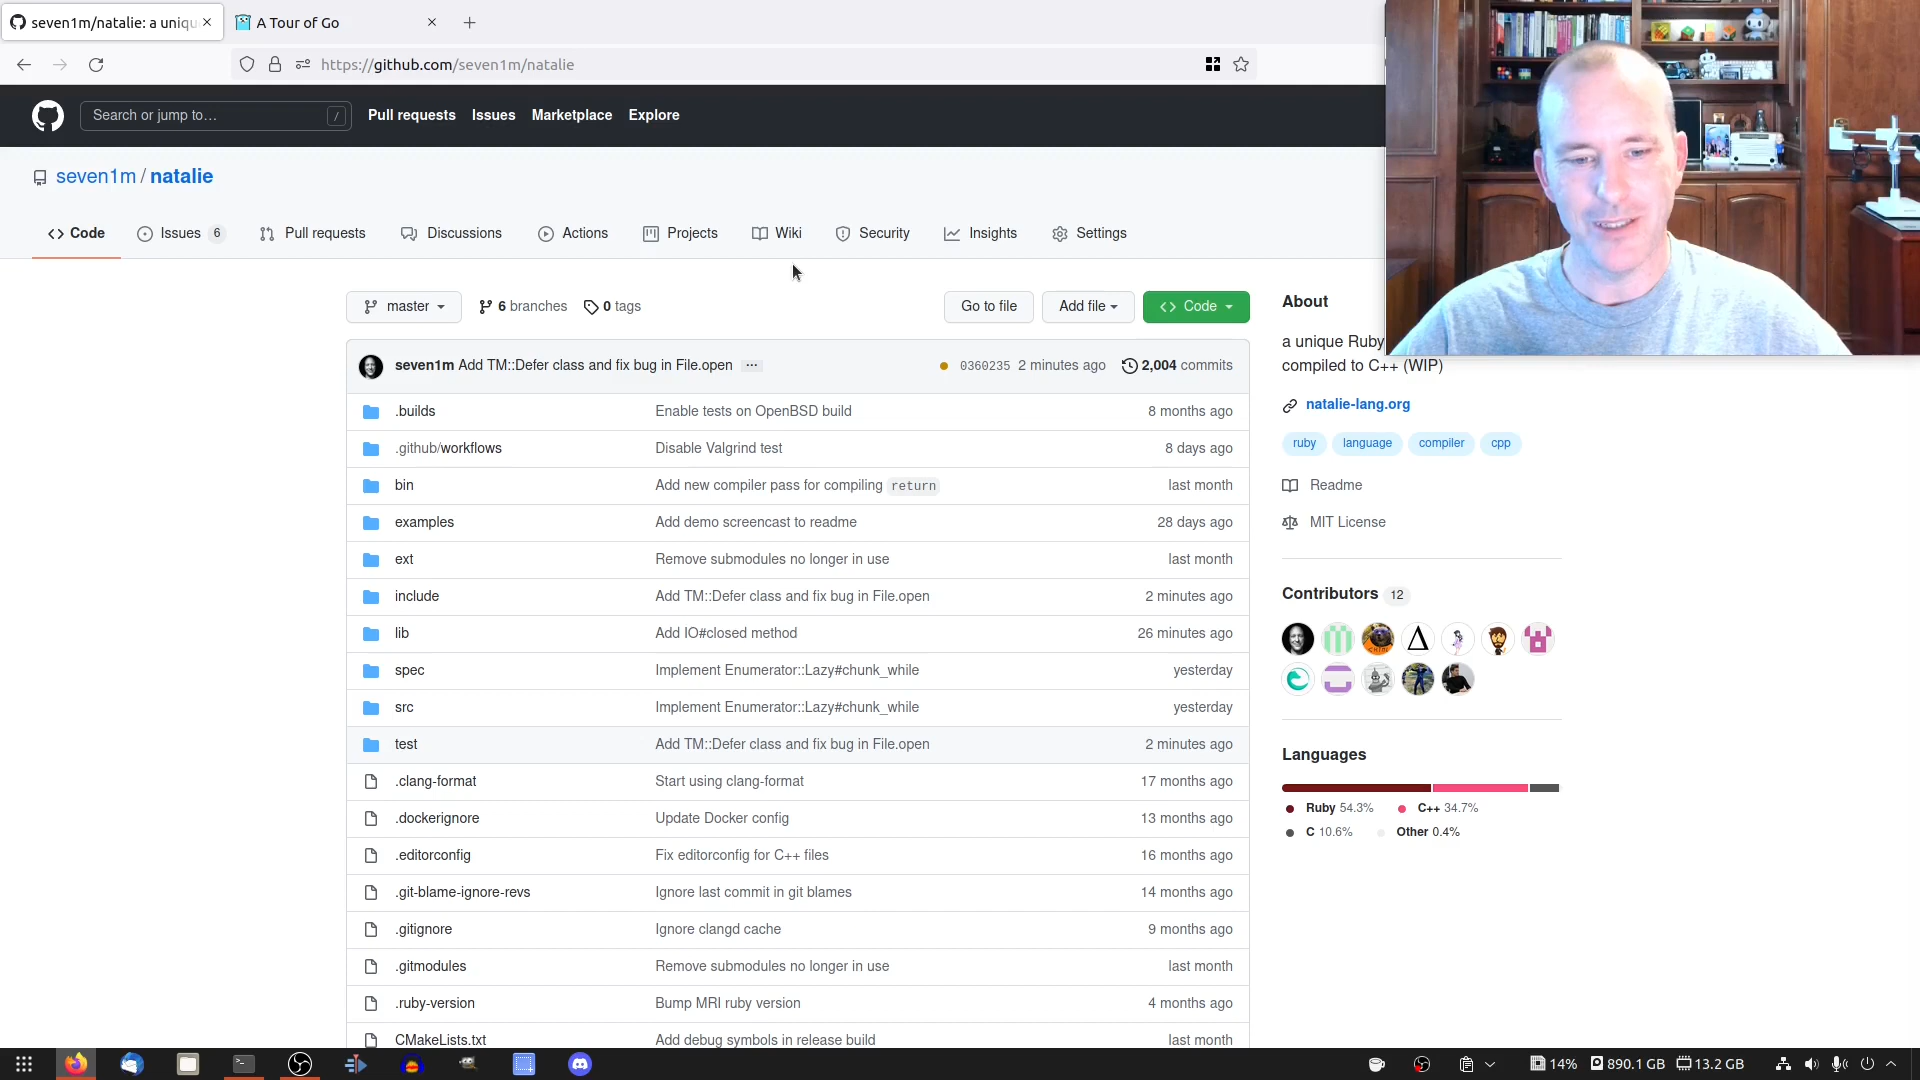 seven1m/natalie: a uniqu
A Tour of Go
https://github.com/seven1m/natalie
Search or jump to…
/
Pull requests
Issues
Marketplace
Explore
seven1m / natalie
Code
Issues 6
Pull requests
Discussions
Actions
Projects
Wiki
Security
Insights
Settings
master
6 branches
0 tags
Go to file
Add file
Code
seven1m Add TM::Defer class and fix bug in File.open ...
0360235 2 minutes ago
2,004 commits
.builds Enable tests on OpenBSD build 8 months ago
.github/workflows Disable Valgrind test 8 days ago
bin Add new compiler pass for compiling return last month
examples Add demo screencast to readme 28 days ago
ext Remove submodules no longer in use last month
include Add TM::Defer class and fix bug in File.open 2 minutes ago
lib Add IO#closed method 26 minutes ago
spec Implement Enumerator::Lazy#chunk_while yesterday
src Implement Enumerator::Lazy#chunk_while yesterday
test Add TM::Defer class and fix bug in File.open 2 minutes ago
.clang-format Start using clang-format 17 months ago
.dockerignore Update Docker config 13 months ago
.editorconfig Fix editorconfig for C++ files 16 months ago
.git-blame-ignore-revs Ignore last commit in git blames 14 months ago
.gitignore Ignore clangd cache 9 months ago
.gitmodules Remove submodules no longer in use last month
.ruby-version Bump MRI ruby version 4 months ago
CMakeLists.txt Add debug symbols in release build last month
About
a unique Ruby
compiled to C++ (WIP)
natalie-lang.org
ruby
language
compiler
cpp
Readme
MIT License
Contributors 12
Languages
Ruby 54.3%
C++ 34.7%
C 10.6%
Other 0.4%
14%
890.1 GB
13.2 GB